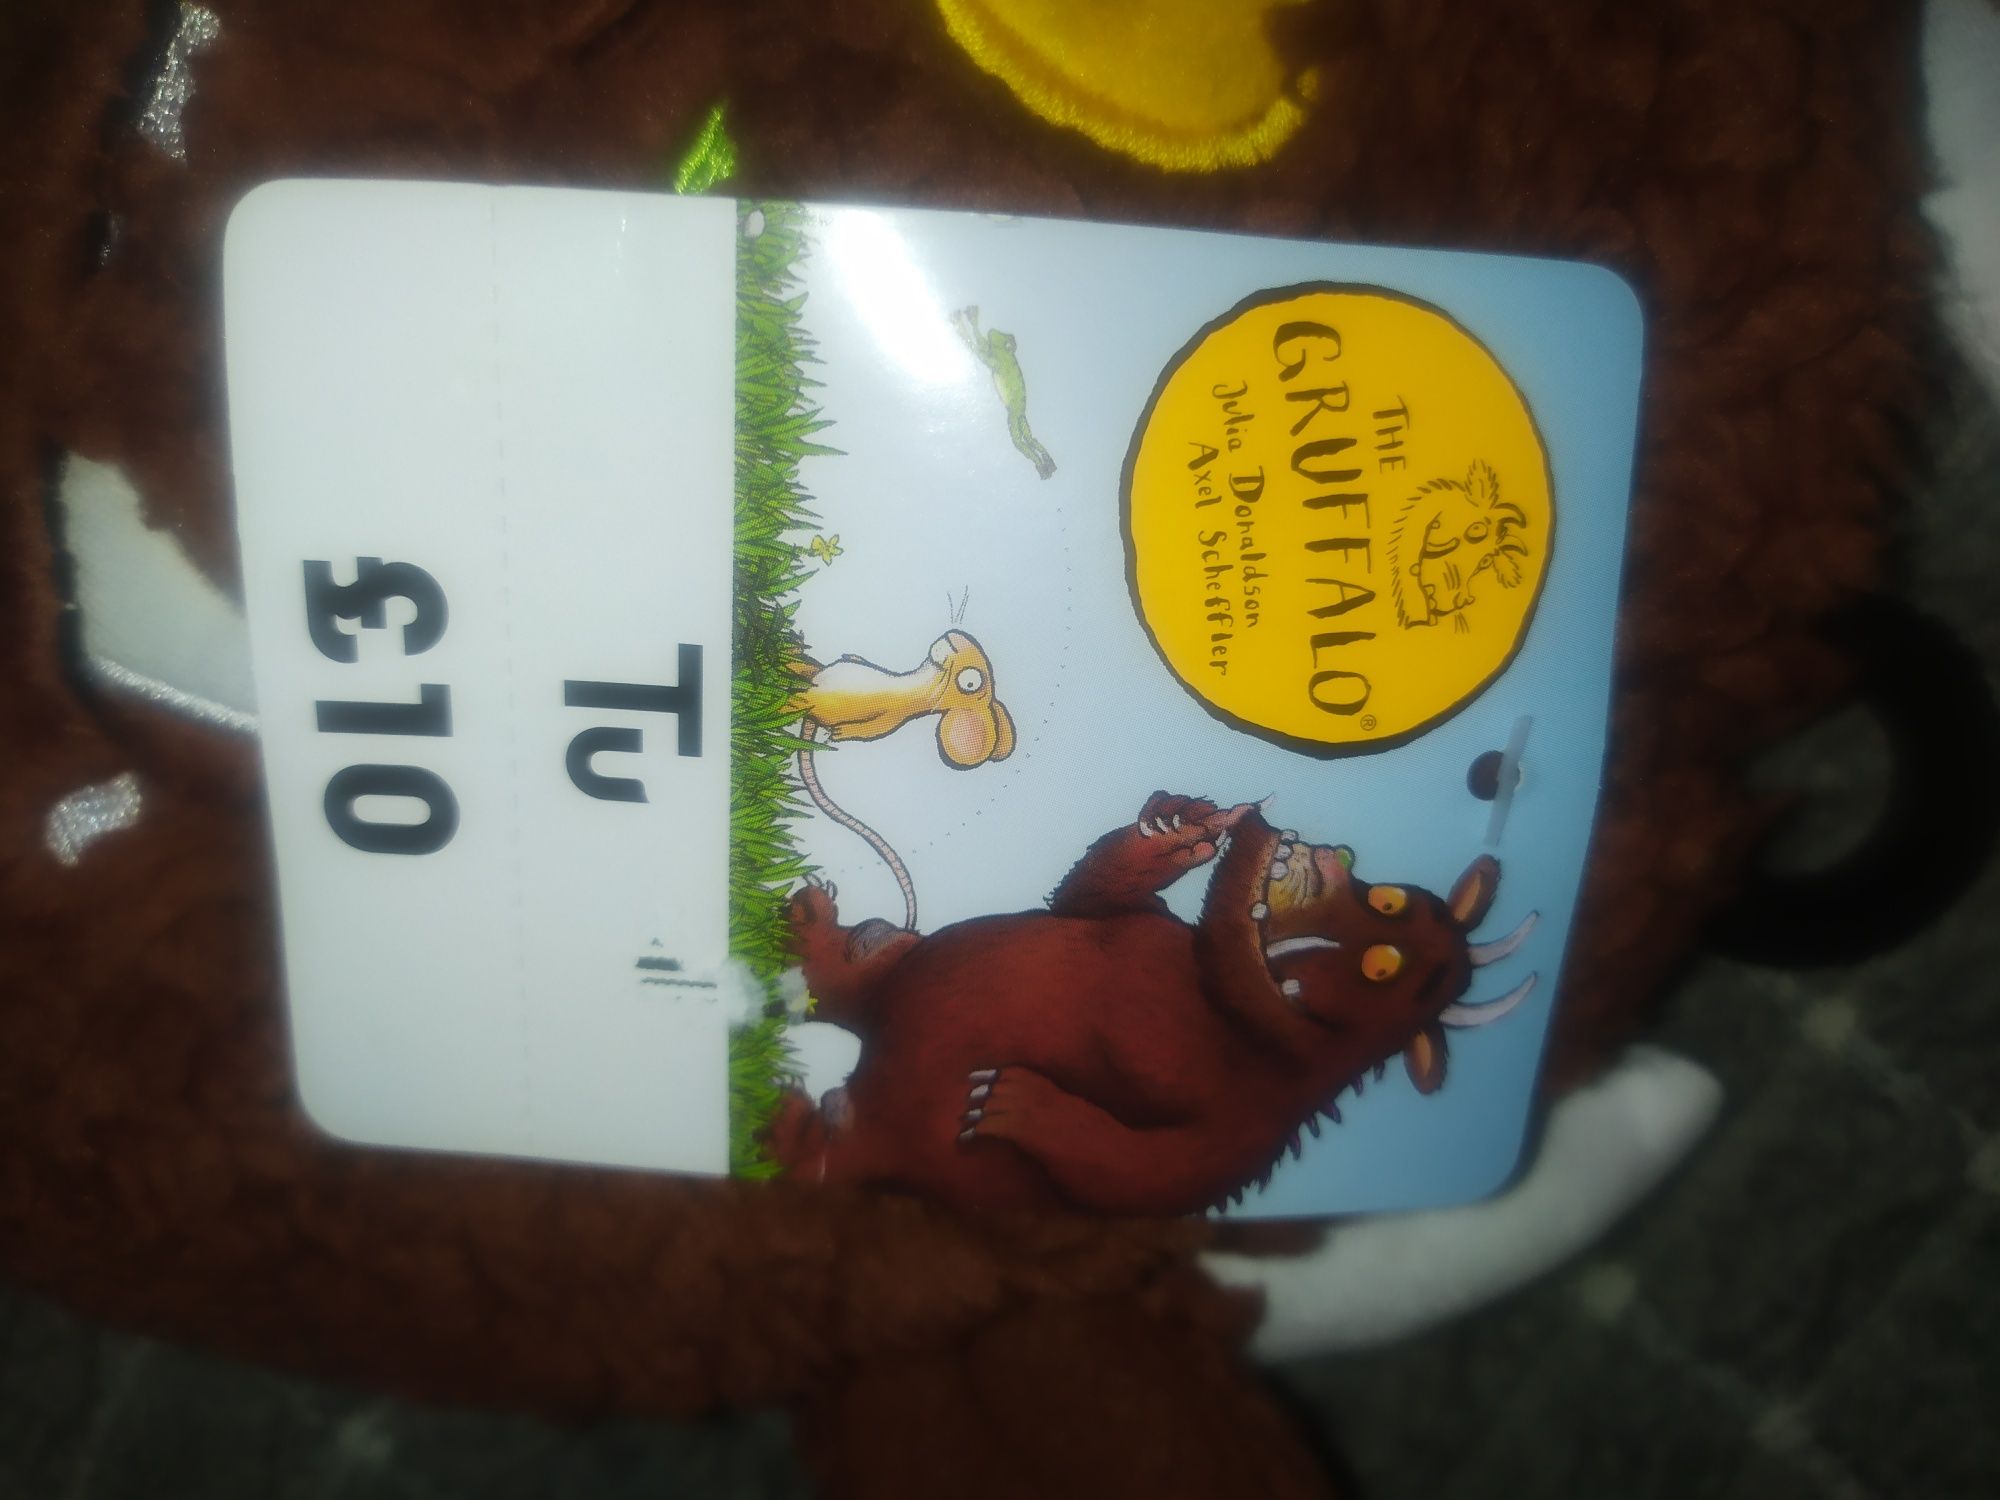 THE
GRUFFALO®
Julia Donaldson
Axel Scheffler
Tu
£10